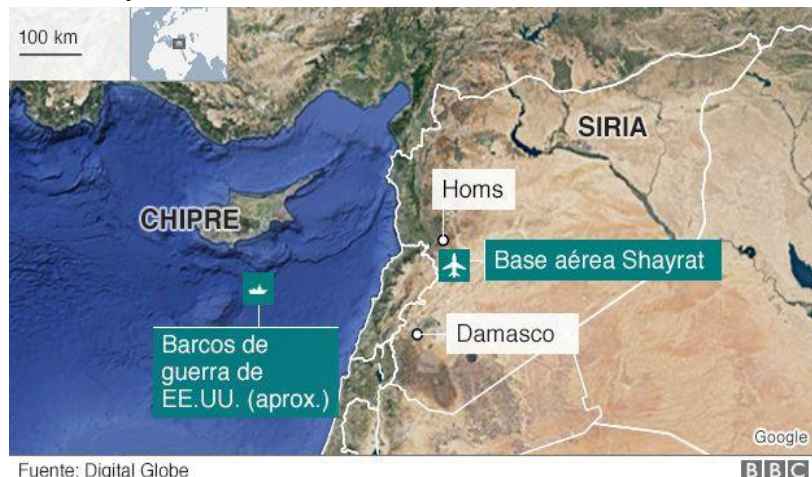 100 km
SIRIA
Homs
CHIPRE
Base aérea Shayrat
Barcos de
guerra de
EE.UU. (aprox.)
Damasco
Google
Fuente: Digital Globe
BBC